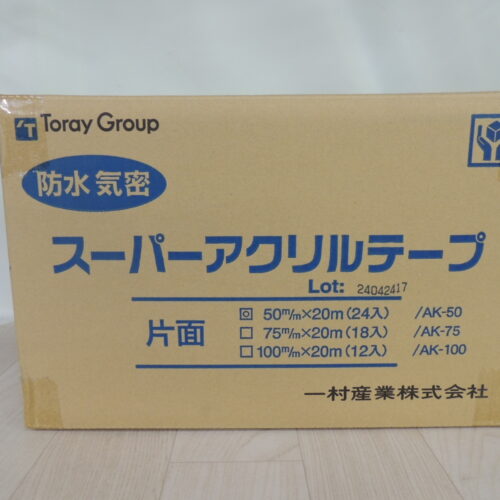 Toray Group
防水 気密
スーパーアクリルテープ
Lot: 24042417
片面
50m/m×20m(24入) /AK-50
75m/m×20m(18入) /AK-75
100m/m×20m(12入) /AK-100
一村産業株式会社